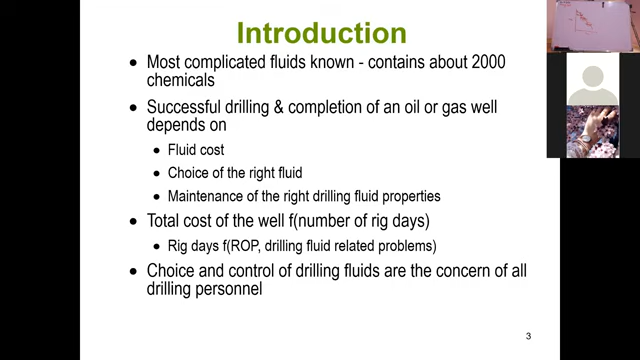 Introduction
• Most complicated fluids known - contains about 2000
chemicals
• Successful drilling & completion of an oil or gas well
depends on
• Fluid cost
• Choice of the right fluid
• Maintenance of the right drilling fluid properties
• Total cost of the well f(number of rig days)
• Rig days f(ROP, drilling fluid related problems)
• Choice and control of drilling fluids are the concern of all
drilling personnel
3